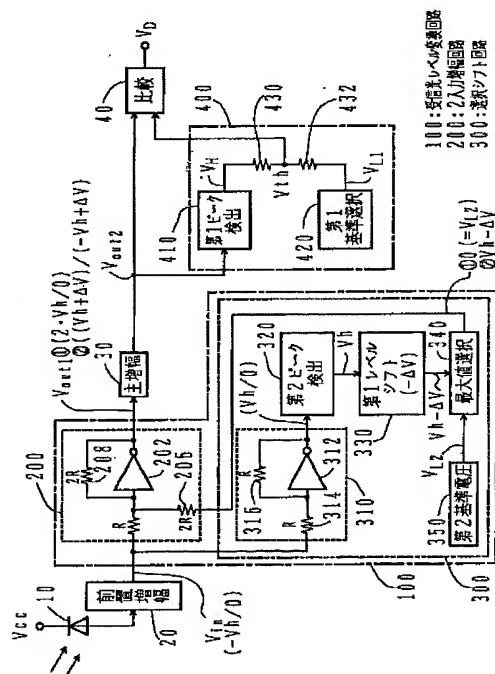 Vcc
10
前置増幅
20
Vin
(-Vh/0)
200
R
2R
208
202
2R
206
Vout1 ①(2・Vh/0)
②((Vh+ΔV)/(-Vh+ΔV)
主増幅
30
Vout2
40
比較
VD
400
410
第1ピーク検出
VH
430
Vth
432
420
第1基準選択
VL1
①0 (=VL2)
②Vh-ΔV
(Vh/0)
316
R
312
R
314
310
320
第2ピーク検出
Vh
第1レベルシフト
(-ΔV)
330
Vh-ΔV
340
最大値選択
VL2
第2基準電圧
350
300
100
100:受信光レベル変換回路
200:2入力増幅回路
300:選択シフト回路